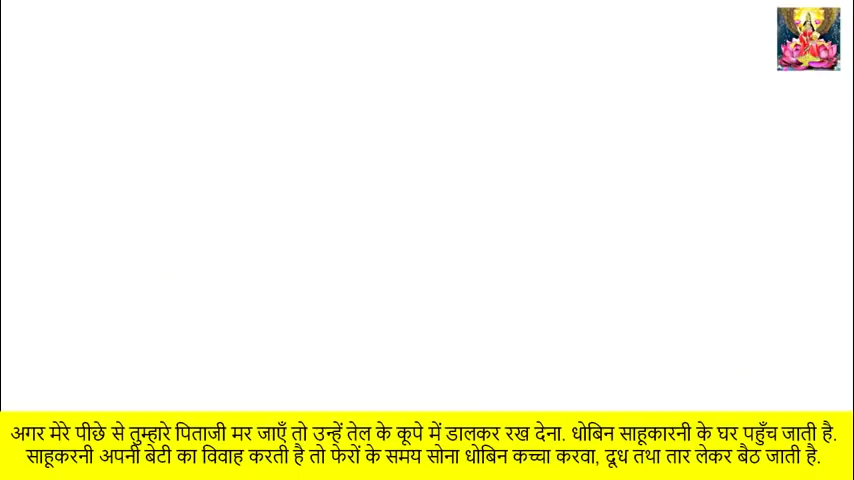 अगर मेरे पीछे से तुम्हारे पिताजी मर जाएँ तो उन्हें तेल के कूपे में डालकर रख देना. धोबिन साहूकारनी के घर पहुँच जाती है.
साहूकरनी अपनी बेटी का विवाह करती है तो फेरों के समय सोना धोबिन कच्चा करवा, दूध तथा तार लेकर बैठ जाती है.